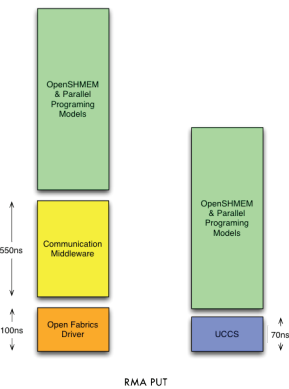 OpenSHMEM
& Parallel
Programing
Models
OpenSHMEM
& Parallel
Programing
Models
550ns
Communication
Middleware
100ns
Open Fabrics
Driver
UCCS
70ns
RMA PUT